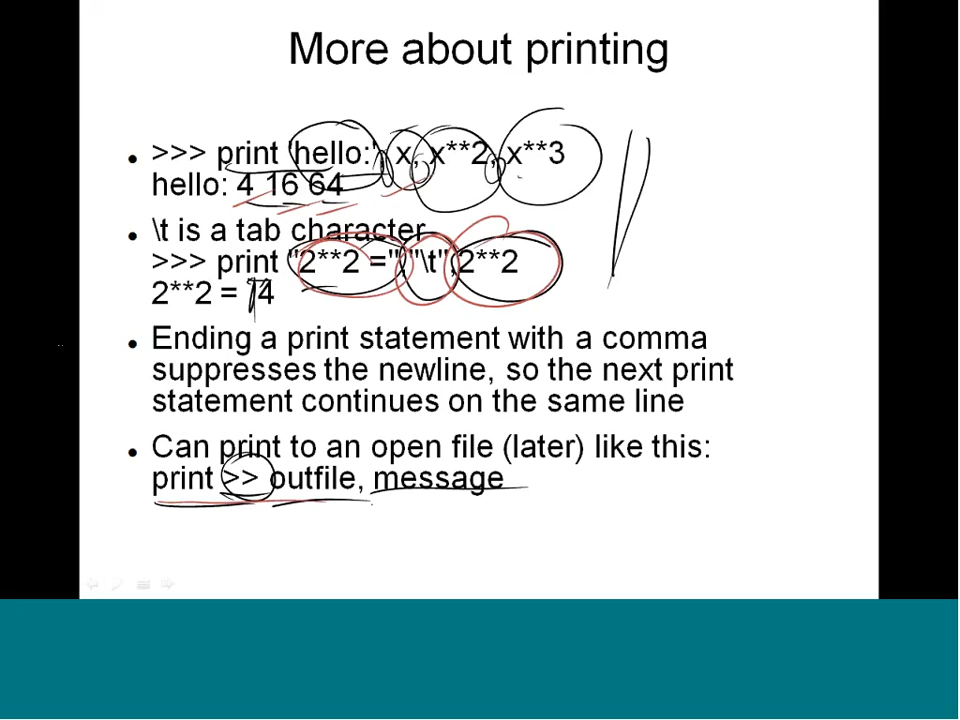 More about printing
>>> print 'hello:', x, x**2, x**3
hello: 4 16 64
\t is a tab character
>>> print "2**2 =", "\t",2**2
2**2 = 4
Ending a print statement with a comma
suppresses the newline, so the next print
statement continues on the same line
Can print to an open file (later) like this:
print >> outfile, message